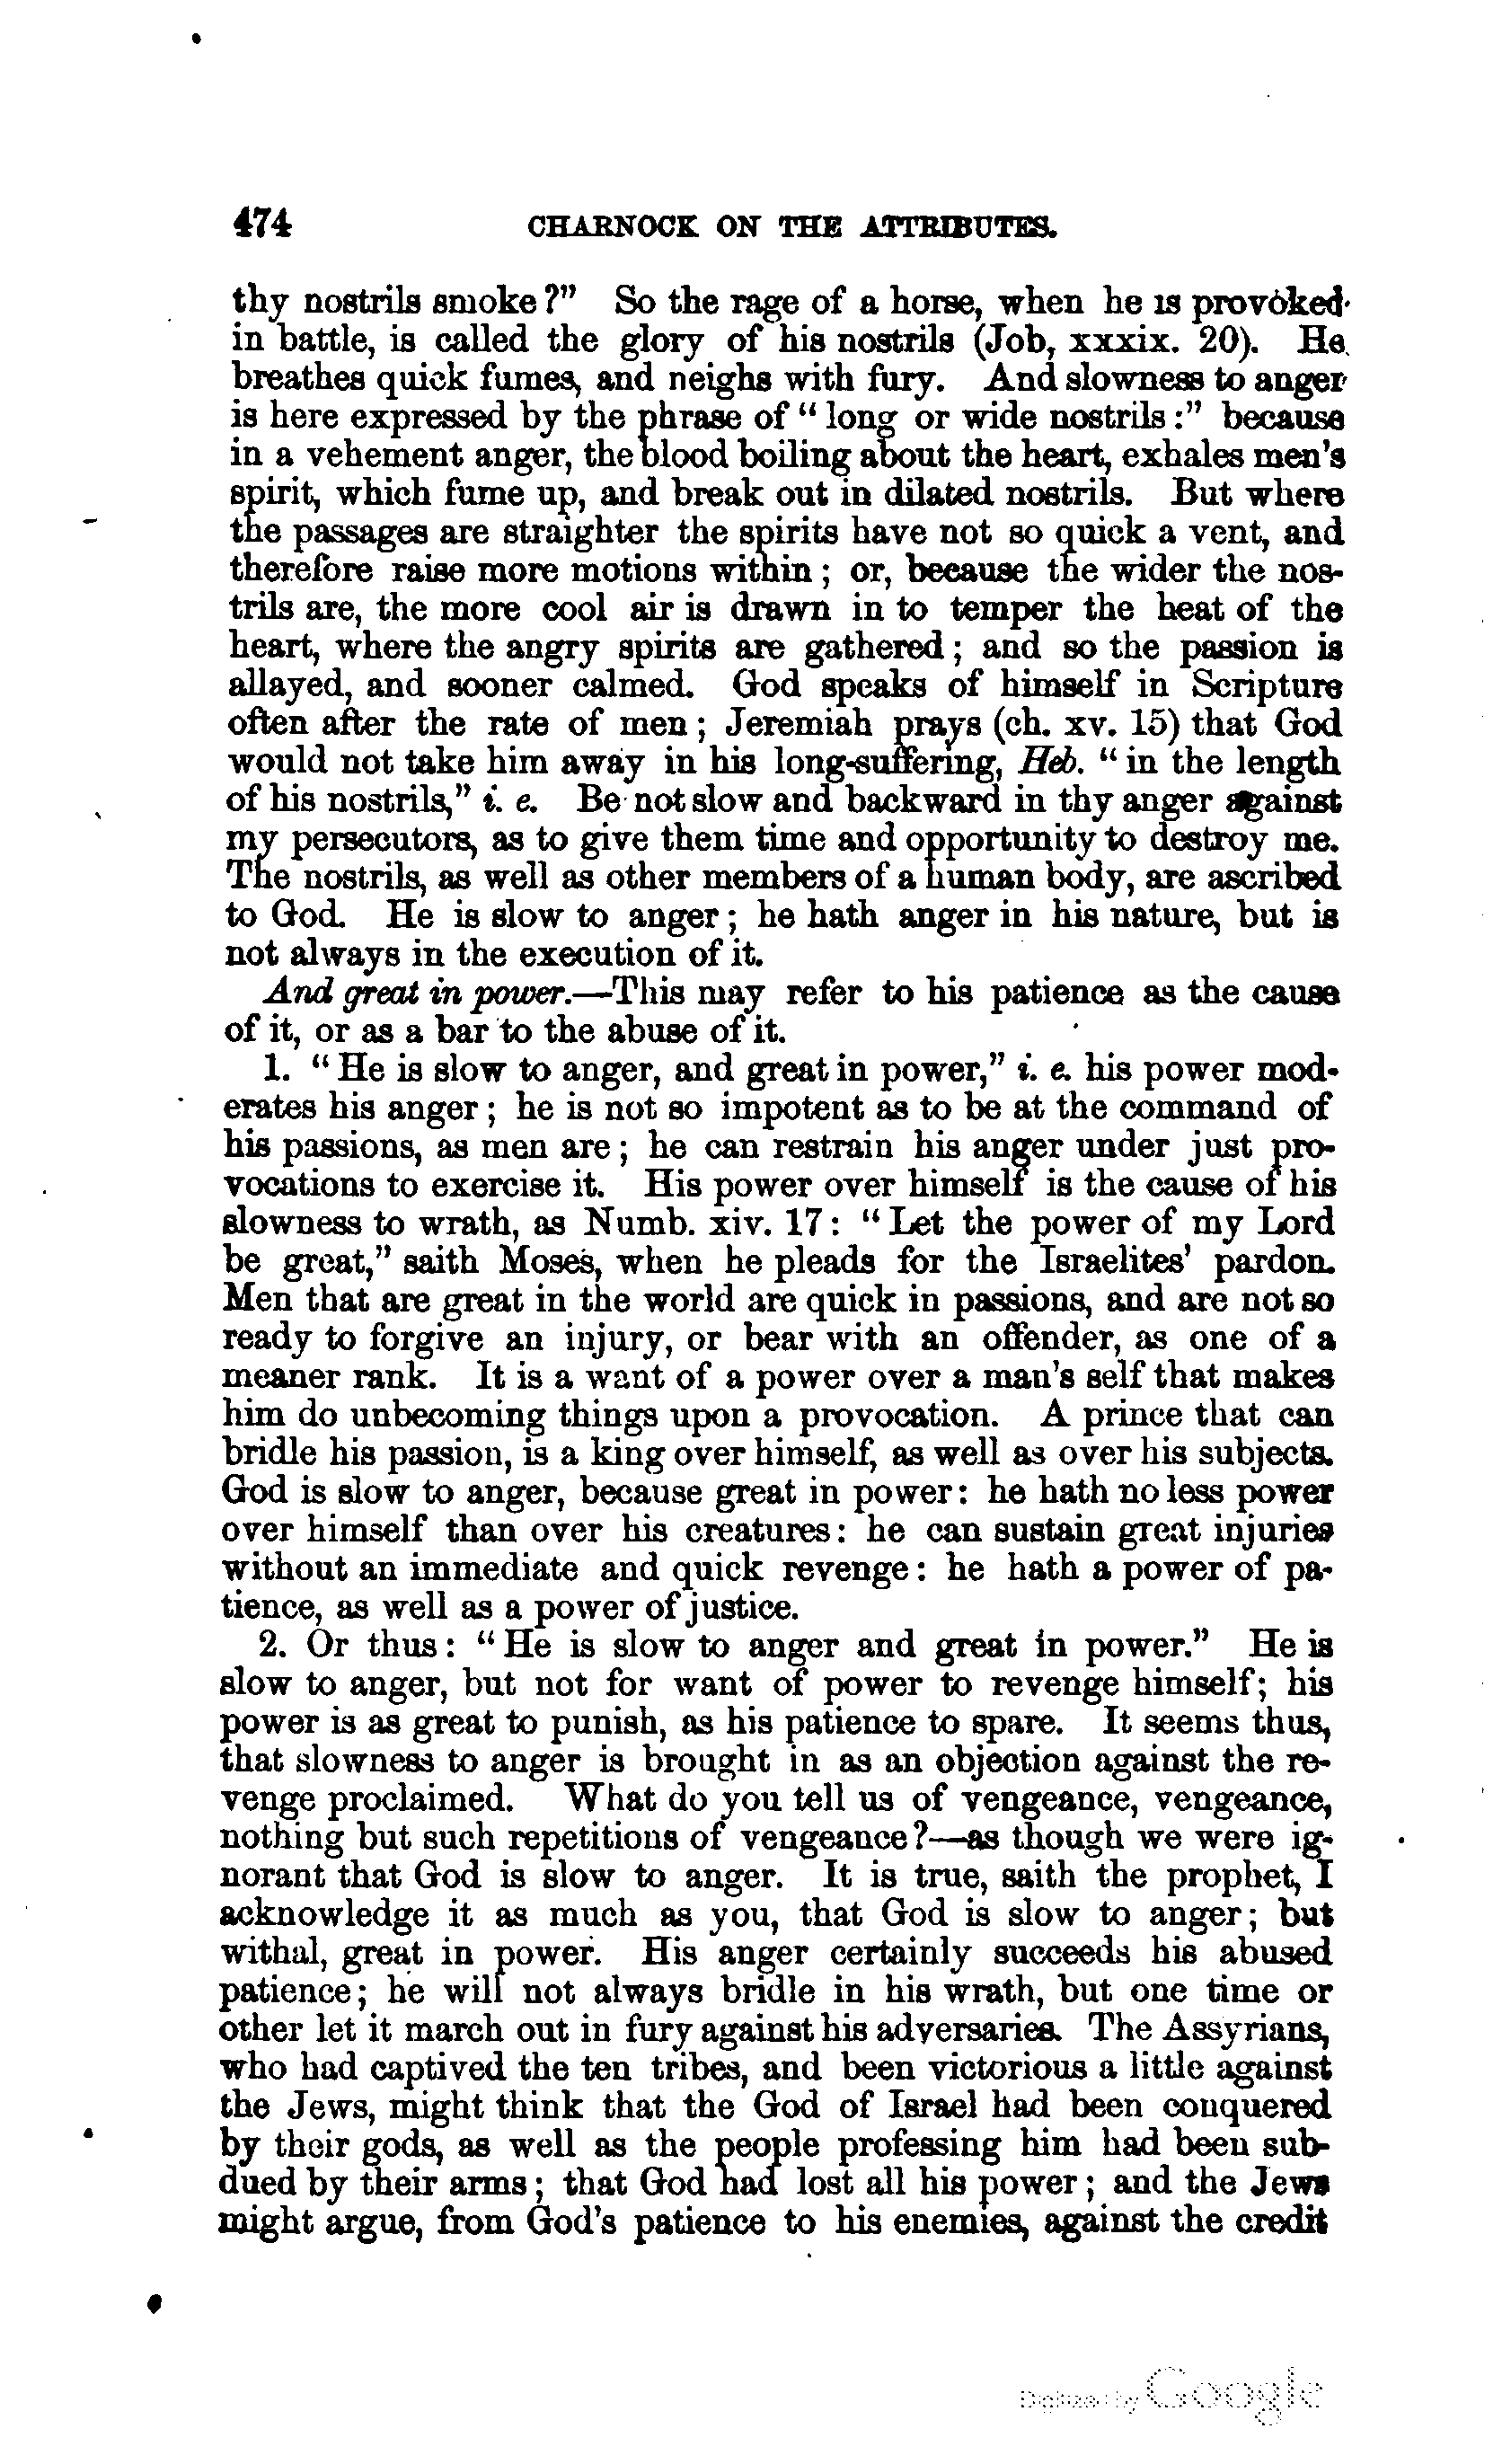 474 CHARNOCK ON THE ATTRIBUTES.
thy nostrils smoke?" So the rage of a horse, when he is provoked
in battle, is called the glory of his nostrils (Job, xxxix. 20). He
breathes quick fumes, and neighs with fury. And slowness to anger
is here expressed by the phrase of "long or wide nostrils:" because
in a vehement anger, the blood boiling about the heart, exhales men's
spirit, which fume up, and break out in dilated nostrils. But where
the passages are straighter the spirits have not so quick a vent, and
therefore raise more motions within; or, because the wider the nos-
trils are, the more cool air is drawn in to temper the heat of the
heart, where the angry spirits are gathered; and so the passion is
allayed, and sooner calmed. God speaks of himself in Scripture
often after the rate of men; Jeremiah prays (ch. xv. 15) that God
would not take him away in his long-suffering, Heb. "in the length
of his nostrils," i. e. Be not slow and backward in thy anger against
my persecutors, as to give them time and opportunity to destroy me.
The nostrils, as well as other members of a human body, are ascribed
to God. He is slow to anger; he hath anger in his nature, but is
not always in the execution of it.
And great in power.—This may refer to his patience as the cause
of it, or as a bar to the abuse of it.
1. "He is slow to anger, and great in power," i. e. his power mod-
erates his anger; he is not so impotent as to be at the command of
his passions, as men are; he can restrain his anger under just pro-
vocations to exercise it. His power over himself is the cause of his
slowness to wrath, as Numb. xiv. 17: "Let the power of my Lord
be great," saith Moses, when he pleads for the Israelites' pardon.
Men that are great in the world are quick in passions, and are not so
ready to forgive an injury, or bear with an offender, as one of a
meaner rank. It is a want of a power over a man's self that makes
him do unbecoming things upon a provocation. A prince that can
bridle his passion, is a king over himself, as well as over his subjects.
God is slow to anger, because great in power: he hath no less power
over himself than over his creatures: he can sustain great injuries
without an immediate and quick revenge: he hath a power of pa-
tience, as well as a power of justice.
2. Or thus: "He is slow to anger and great in power." He is
slow to anger, but not for want of power to revenge himself; his
power is as great to punish, as his patience to spare. It seems thus,
that slowness to anger is brought in as an objection against the re-
venge proclaimed. What do you tell us of vengeance, vengeance,
nothing but such repetitions of vengeance?—as though we were ig-
norant that God is slow to anger. It is true, saith the prophet, I
acknowledge it as much as you, that God is slow to anger; but
withal, great in power. His anger certainly succeeds his abused
patience; he will not always bridle in his wrath, but one time or
other let it march out in fury against his adversaries. The Assyrians,
who had captived the ten tribes, and been victorious a little against
the Jews, might think that the God of Israel had been conquered
by their gods, as well as the people professing him had been sub-
dued by their arms; that God had lost all his power; and the Jews
might argue, from God's patience to his enemies, against the credit
Digitized by Google